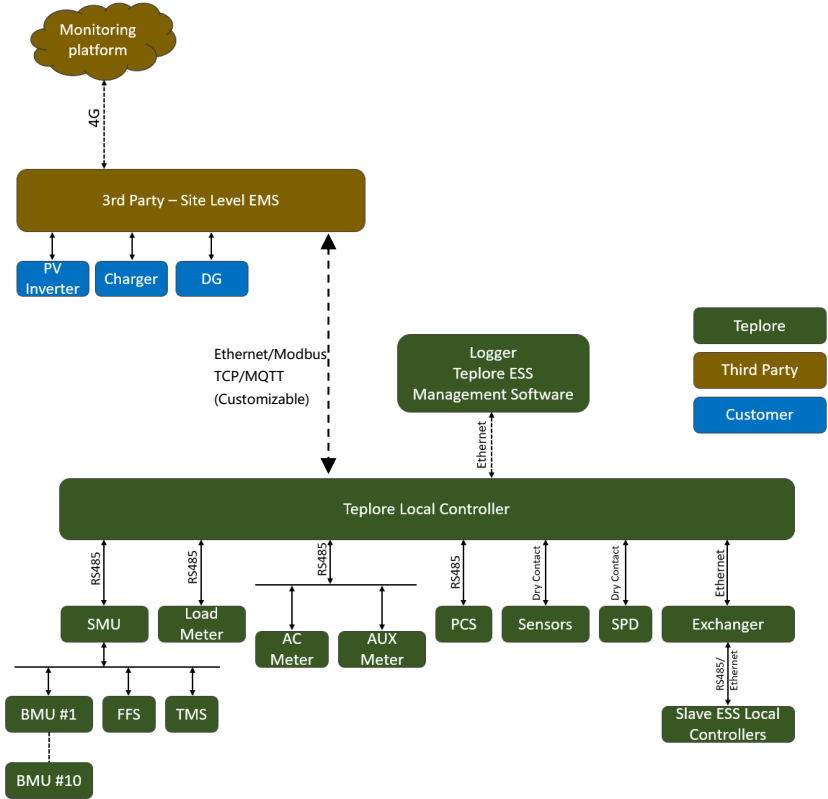 Monitoring
platform
4G
3rd Party – Site Level EMS
PV
Inverter
Charger
DG
Ethernet/Modbus
TCP/MQTT
(Customizable)
Logger
Teplore ESS
Management Software
Teplore
Third Party
Customer
Ethernet
Teplore Local Controller
RS485
RS485
RS485
RS485
Dry Contact
Dry Contact
Ethernet
SMU
Load
Meter
AC
Meter
AUX
Meter
PCS
Sensors
SPD
Exchanger
RS485/
Ethernet
BMU #1
FFS
TMS
Slave ESS Local
Controllers
BMU #10